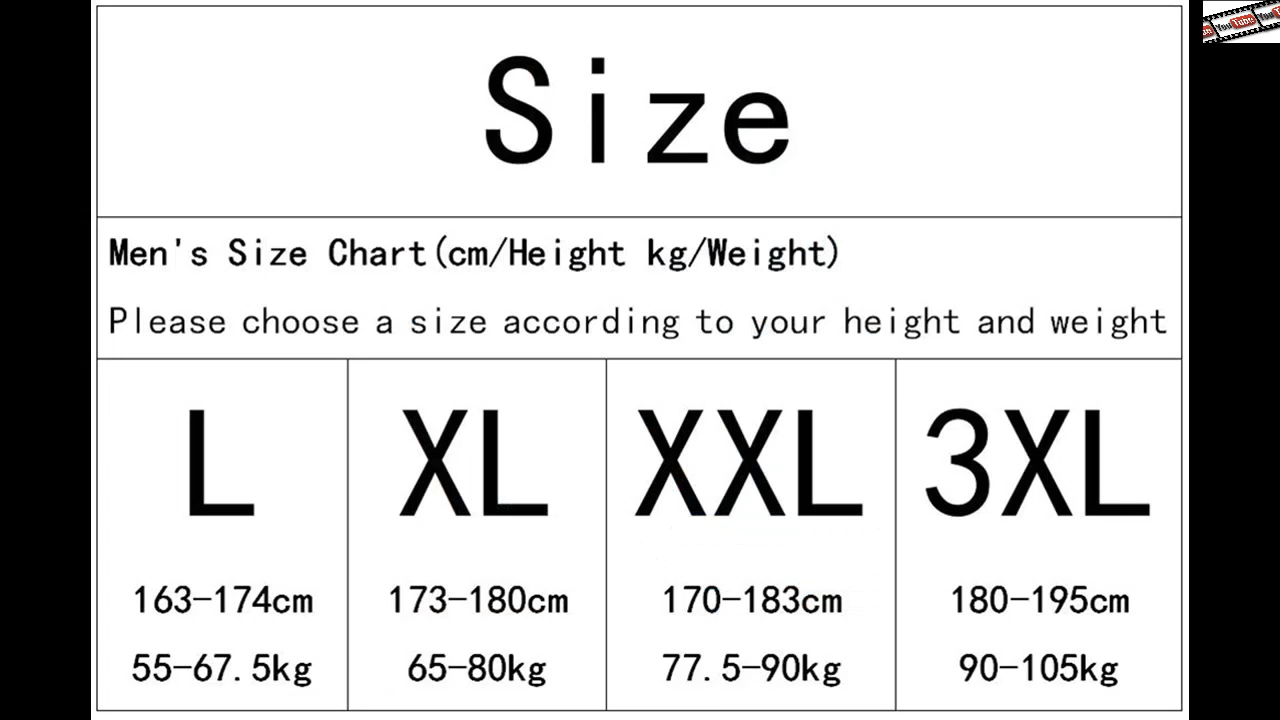 Size
Men's Size Chart(cm/Height kg/Weight)
Please choose a size according to your height and weight
L XL XXL 3XL
163-174cm 173-180cm 170-183cm 180-195cm
55-67.5kg 65-80kg 77.5-90kg 90-105kg
YouTube